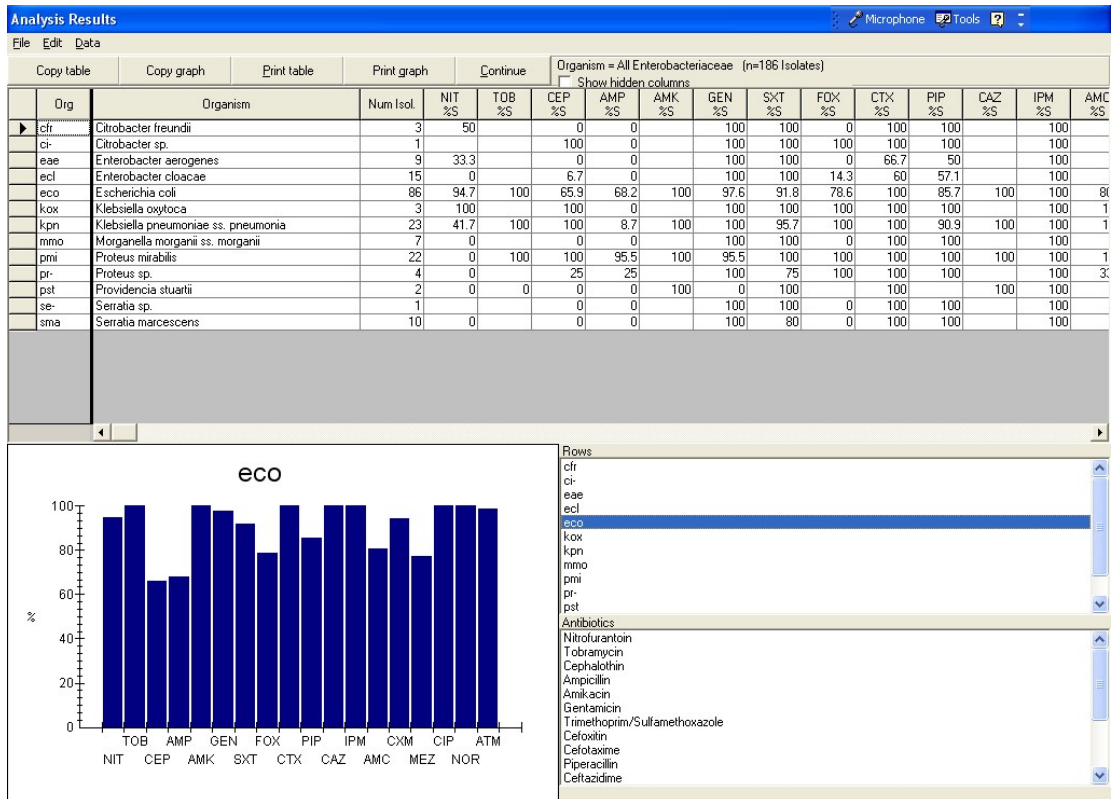 Analysis Results
Microphone Tools
File Edit Data
Copy table Copy graph Print table Print graph Continue
Organism = All Enterobacteriaceae (n=186 Isolates)
Show hidden columns
Org Organism Num Isol. NIT %S TOB %S CEP %S AMP %S AMK %S GEN %S SXT %S FOX %S CTX %S PIP %S CAZ %S IPM %S AMC %S
cfr Citrobacter freundii 3 50 0 0 100 100 0 100 100 100
ci- Citrobacter sp. 1 100 0 100 100 100 100 100 100
eae Enterobacter aerogenes 9 33.3 0 0 100 100 0 66.7 50 100
ecl Enterobacter cloacae 15 0 6.7 0 100 100 14.3 60 57.1 100
eco Escherichia coli 86 94.7 100 65.9 68.2 100 97.6 91.8 78.6 100 85.7 100 100
kox Klebsiella oxytoca 3 100 100 0 100 100 100 100 100 100
kpn Klebsiella pneumoniae ss. pneumonia 23 41.7 100 100 8.7 100 100 95.7 100 100 90.9 100 100
mmo Morganella morganii ss. morganii 7 0 0 0 100 100 0 100 100 100
pmi Proteus mirabilis 22 0 100 100 95.5 100 95.5 100 100 100 100 100 100
pr- Proteus sp. 4 0 25 25 100 75 100 100 100 100
pst Providencia stuartii 2 0 0 0 0 100 0 100 100 100 100
se- Serratia sp. 1 0 0 100 100 0 100 100 100
sma Serratia marcescens 10 0 0 0 100 80 0 100 100 100
eco
100
80
60
40
20
0
%
TOB AMP GEN FOX PIP IPM CXM CIP ATM
NIT CEP AMK SXT CTX CAZ AMC MEZ NOR
Rows
cfr
ci-
eae
ecl
eco
kox
kpn
mmo
pmi
pr-
pst
Antibiotics
Nitrofurantoin
Tobramycin
Cephalothin
Ampicillin
Amikacin
Gentamicin
Trimethoprim/Sulfamethoxazole
Cefoxitin
Cefotaxime
Piperacillin
Ceftazidime